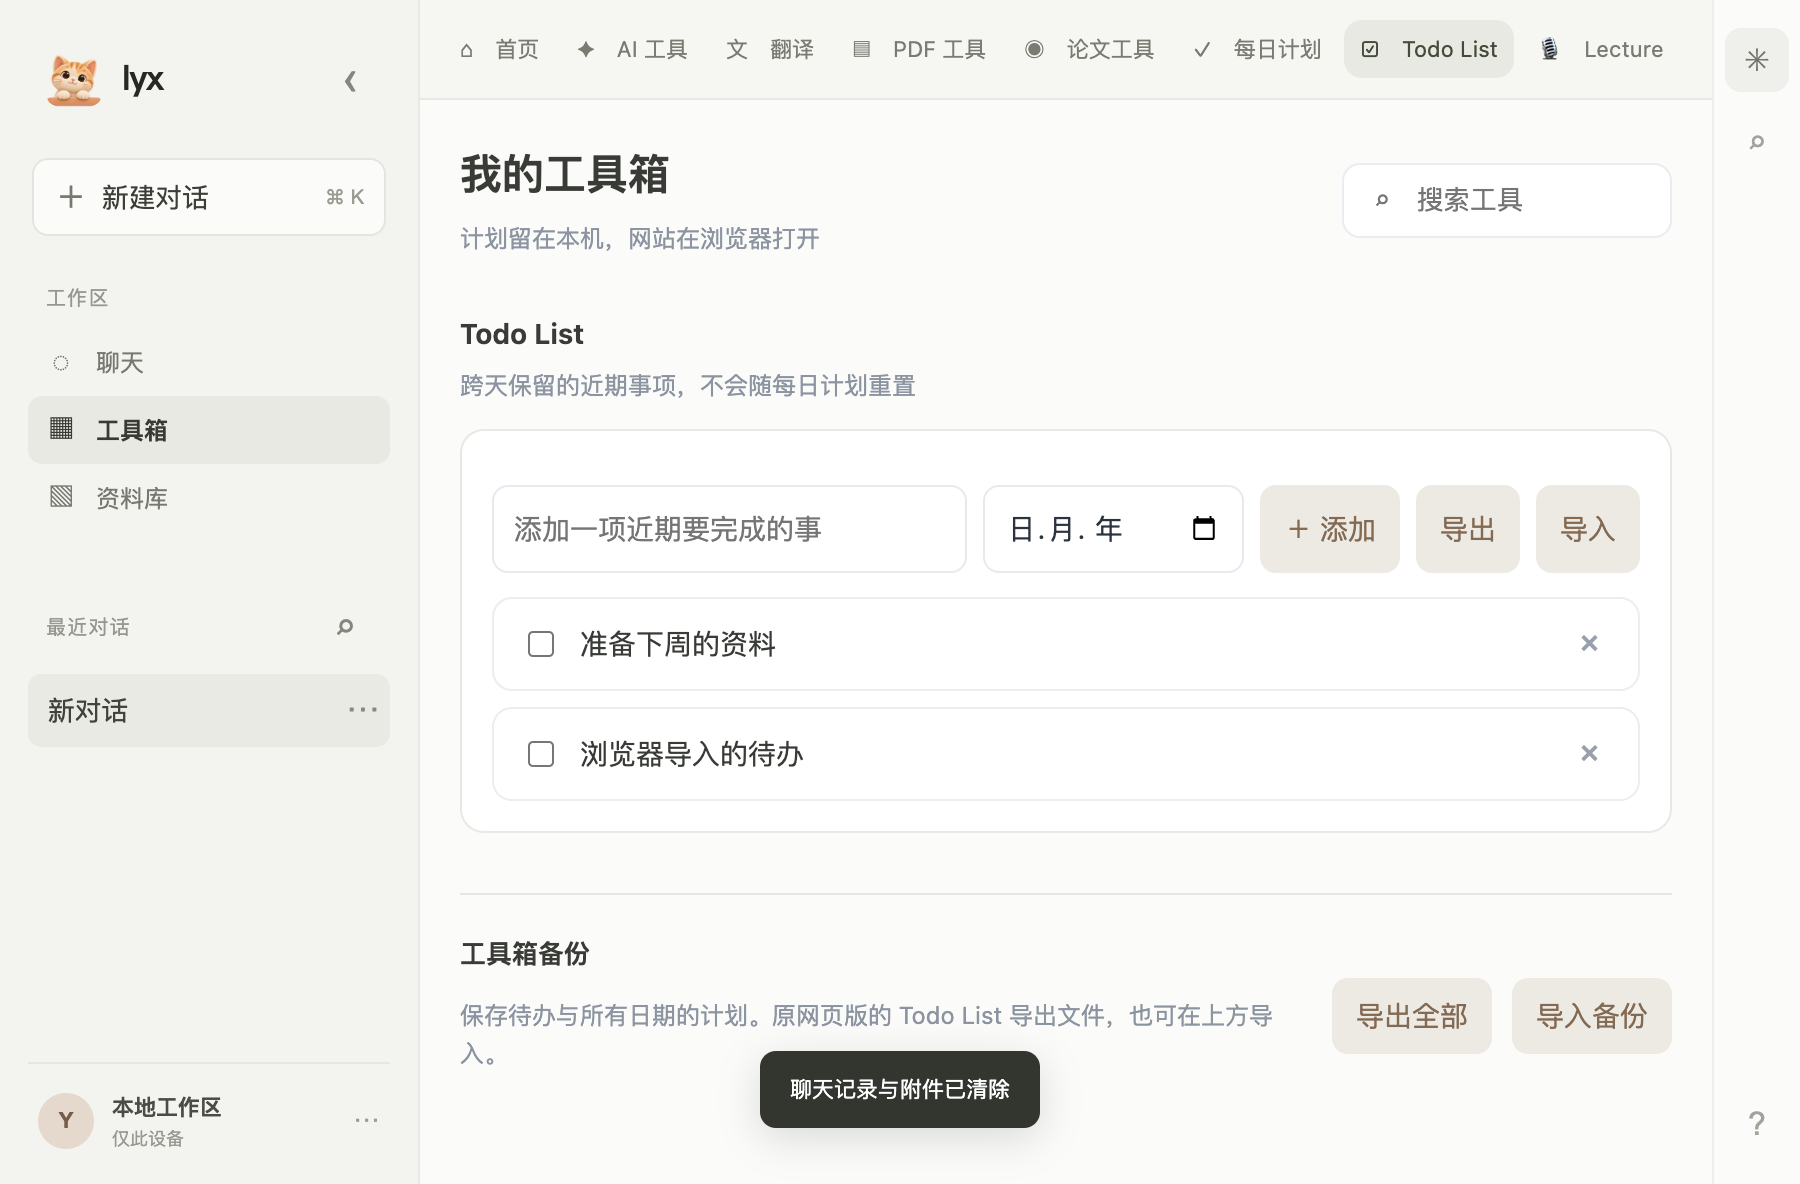 lyx
新建对话
⌘ K
工作区
聊天
工具箱
资料库
最近对话
新对话
Y
本地工作区
仅此设备
首页
AI 工具
文 翻译
PDF 工具
论文工具
每日计划
Todo List
Lecture
我的工具箱
计划留在本机，网站在浏览器打开
搜索工具
Todo List
跨天保留的近期事项，不会随每日计划重置
添加一项近期要完成的事
日.月.年
+ 添加
导出
导入
准备下周的资料
浏览器导入的待办
工具箱备份
保存待办与所有日期的计划。原网页版的 Todo List 导出文件，也可在上方导
入。
导出全部
导入备份
聊天记录与附件已清除
?